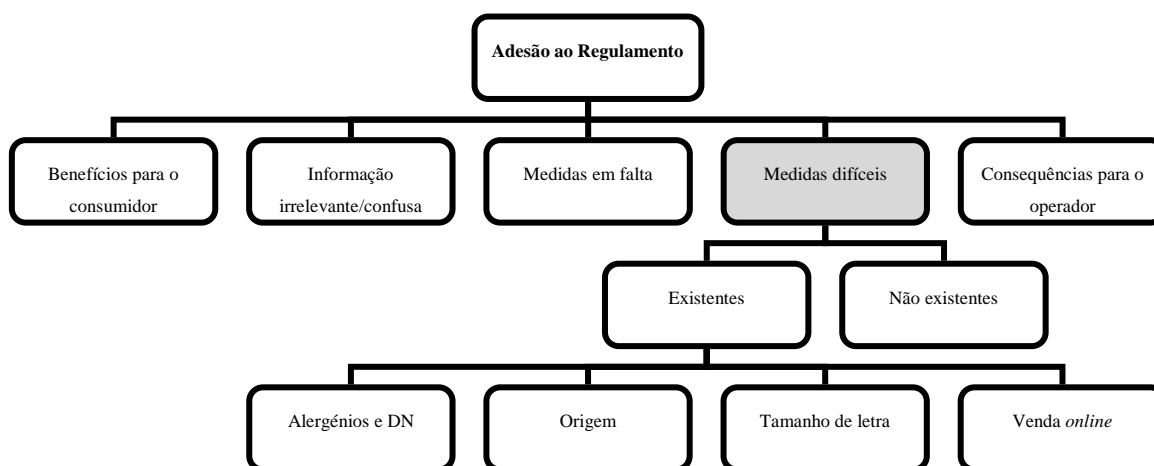 Adesão ao Regulamento
Benefícios para o
consumidor
Informação
irrelevante/confusa
Medidas em falta
Medidas difíceis
Consequências para o
operador
Existentes
Não existentes
Alergénios e DN
Origem
Tamanho de letra
Venda online